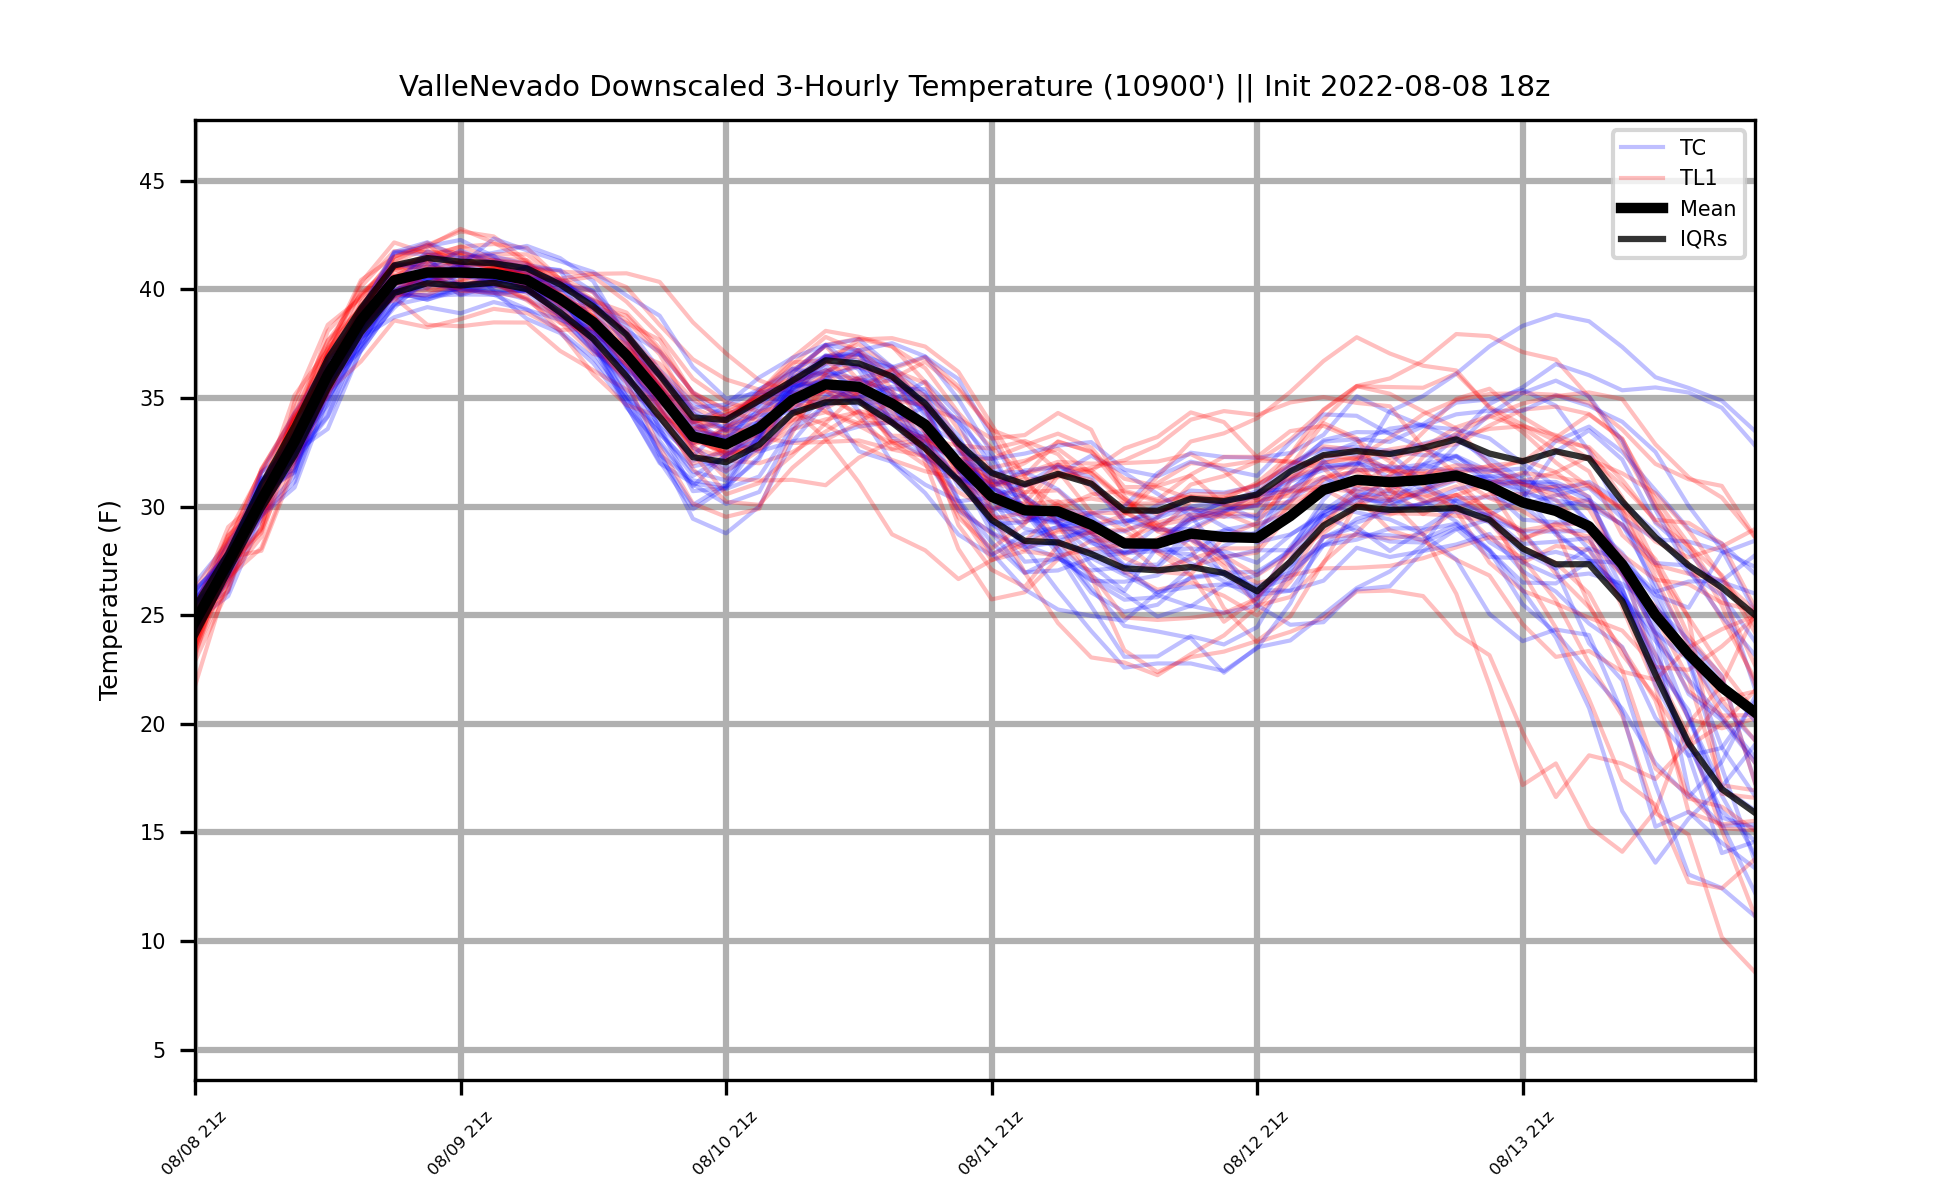 ValleNevado Downscaled 3-Hourly Temperature (10900') || Init 2022-08-08 18z
TC
TL1
Mean
IQRs
Temperature (F)
45
40
35
30
25
20
15
10
5
08/08 21z
08/09 21z
08/10 21z
08/11 21z
08/12 21z
08/13 21z